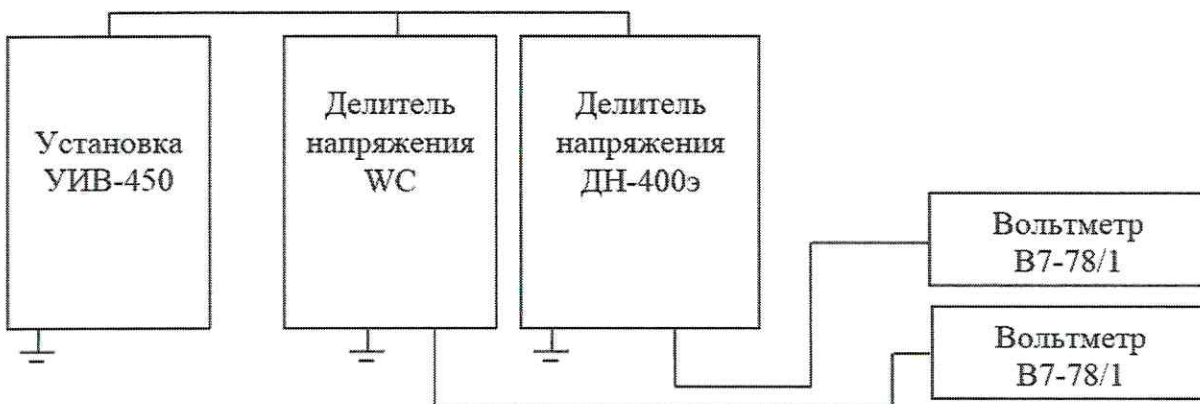 Установка
УИВ-450
Делитель
напряжения
WC
Делитель
напряжения
ДН-400э
Вольтметр
В7-78/1
Вольтметр
В7-78/1